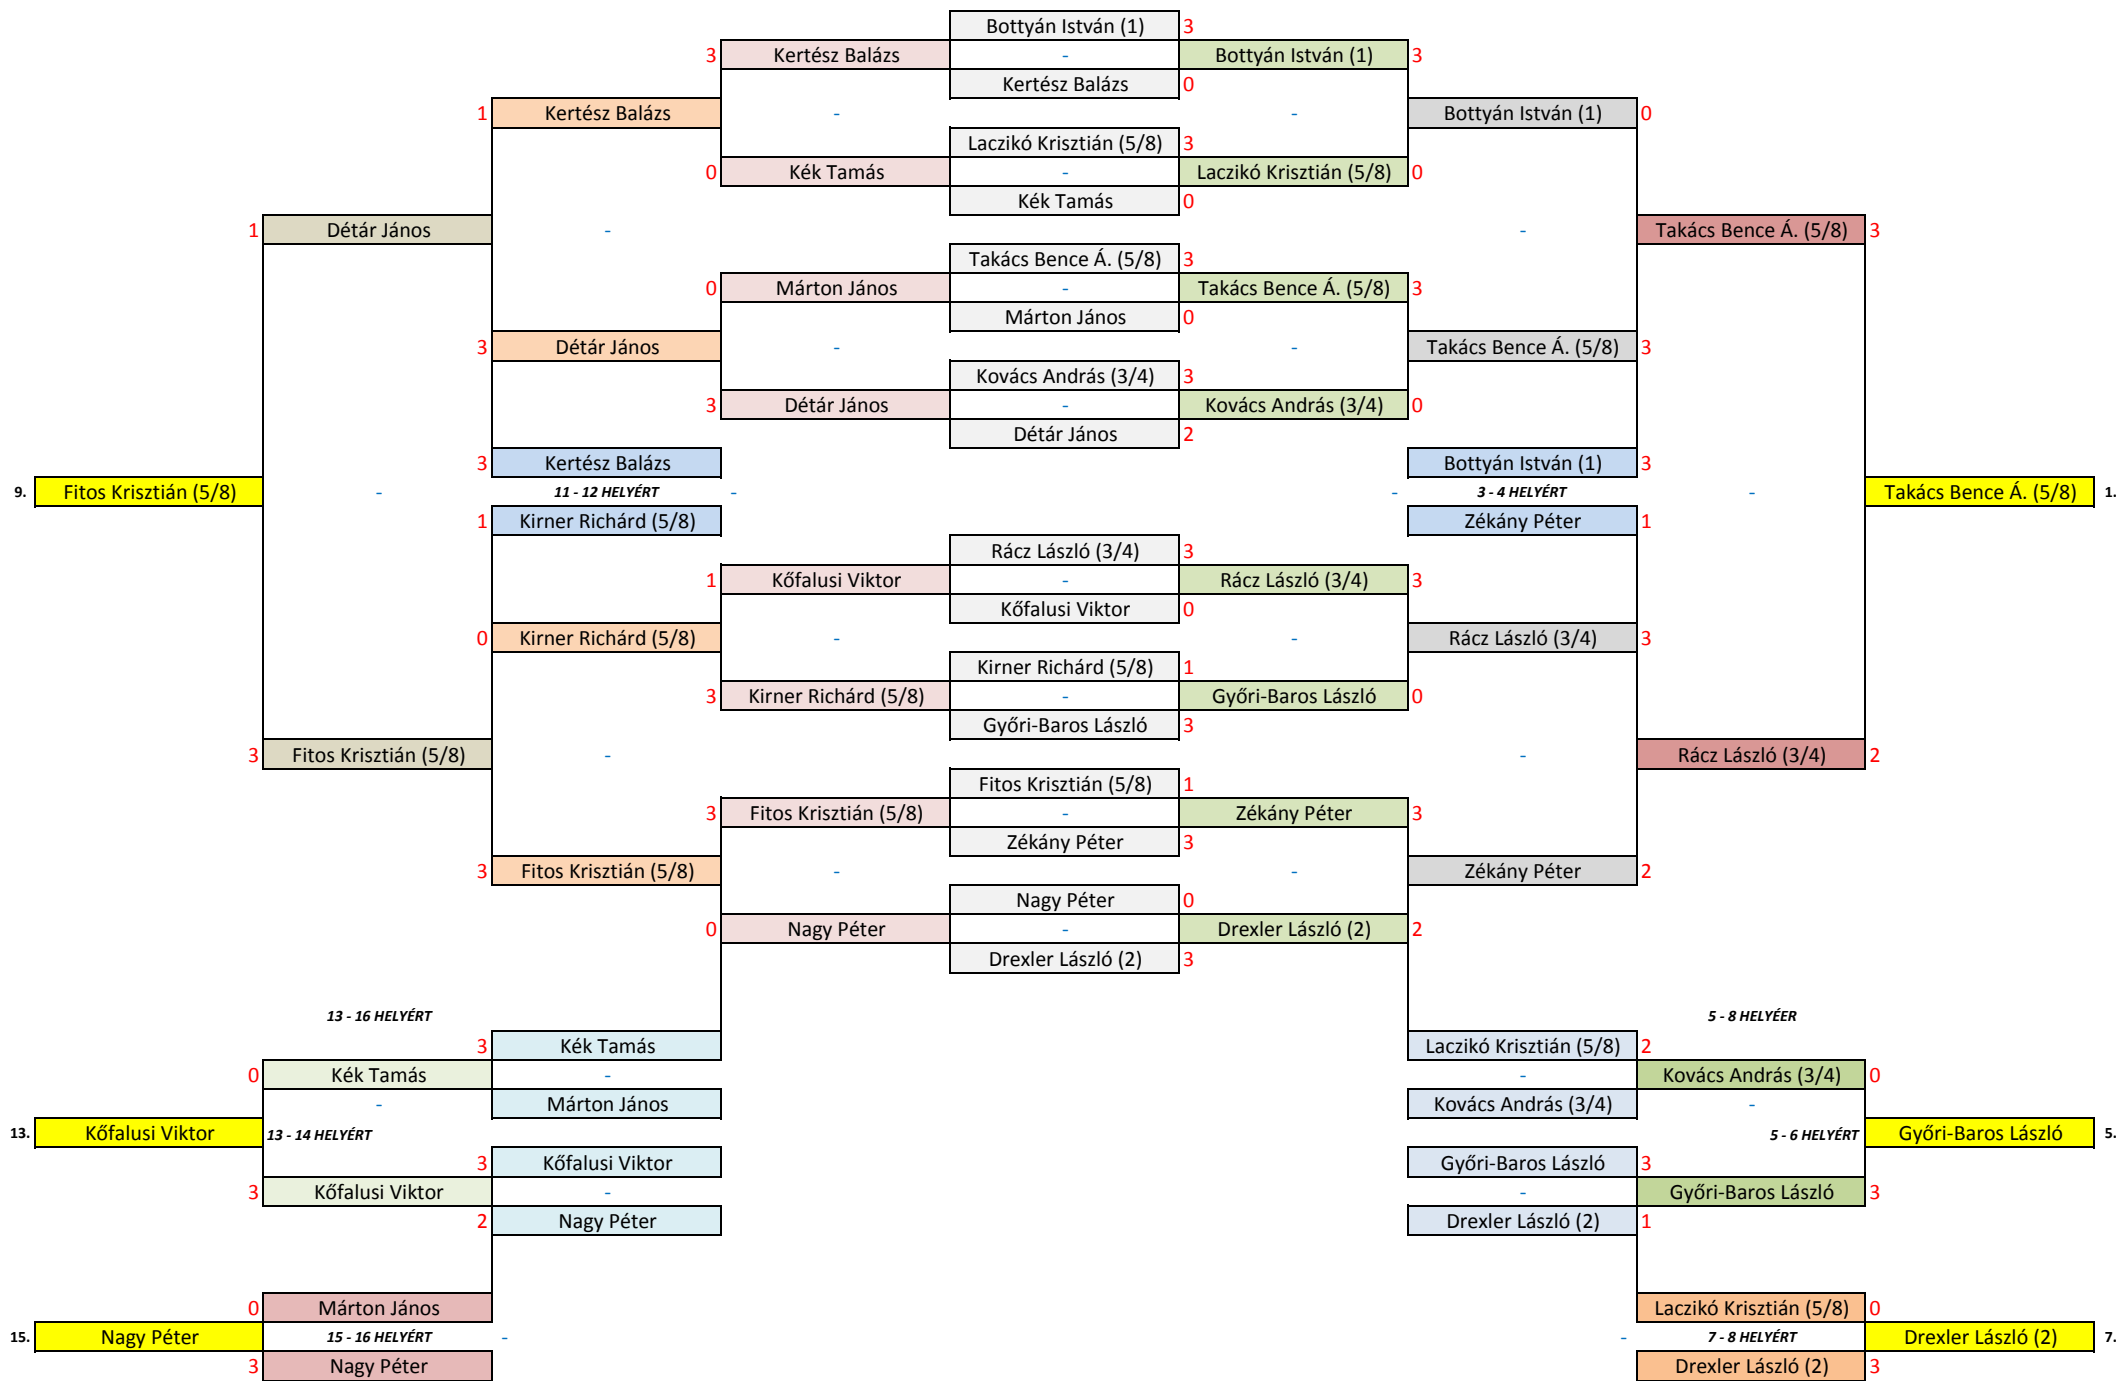 Bottyán István (1) 3
3 Kertész Balázs - Bottyán István (1) 3
Kertész Balázs 0
1 Kertész Balázs - - Bottyán István (1) 0
Laczikó Krisztián (5/8) 3
0 Kék Tamás - Laczikó Krisztián (5/8) 0
Kék Tamás 0
1 Détár János - - Takács Bence Á. (5/8) 3
Takács Bence Á. (5/8) 3
0 Márton János - Takács Bence Á. (5/8) 3
Márton János 0
3 Détár János - - Takács Bence Á. (5/8) 3
Kovács András (3/4) 3
3 Détár János - Kovács András (3/4) 0
Détár János 2
3 Kertész Balázs Bottyán István (1) 3
9. Fitos Krisztián (5/8) - 11 - 12 HELYÉRT - - 3 - 4 HELYÉRT - Takács Bence Á. (5/8) 1.
1 Kirner Richárd (5/8) Zékány Péter 1
Rácz László (3/4) 3
1 Kőfalusi Viktor - Rácz László (3/4) 3
Kőfalusi Viktor 0
0 Kirner Richárd (5/8) - - Rácz László (3/4) 3
Kirner Richárd (5/8) 1
3 Kirner Richárd (5/8) - Győri-Baros László 0
Győri-Baros László 3
3 Fitos Krisztián (5/8) - - Rácz László (3/4) 2
Fitos Krisztián (5/8) 1
3 Fitos Krisztián (5/8) - Zékány Péter 3
Zékány Péter 3
3 Fitos Krisztián (5/8) - - Zékány Péter 2
Nagy Péter 0
0 Nagy Péter - Drexler László (2) 2
Drexler László (2) 3
13 - 16 HELYÉRT 5 - 8 HELYÉER
3 Kék Tamás Laczikó Krisztián (5/8) 2
0 Kék Tamás - - Kovács András (3/4) 0
- Márton János Kovács András (3/4) -
13. Kőfalusi Viktor 13 - 14 HELYÉRT 5 - 6 HELYÉRT Győri-Baros László 5.
3 Kőfalusi Viktor Győri-Baros László 3
3 Kőfalusi Viktor - - Győri-Baros László 3
2 Nagy Péter Drexler László (2) 1
0 Márton János Laczikó Krisztián (5/8) 0
15. Nagy Péter 15 - 16 HELYÉRT - - 7 - 8 HELYÉRT Drexler László (2) 7.
3 Nagy Péter Drexler László (2) 3